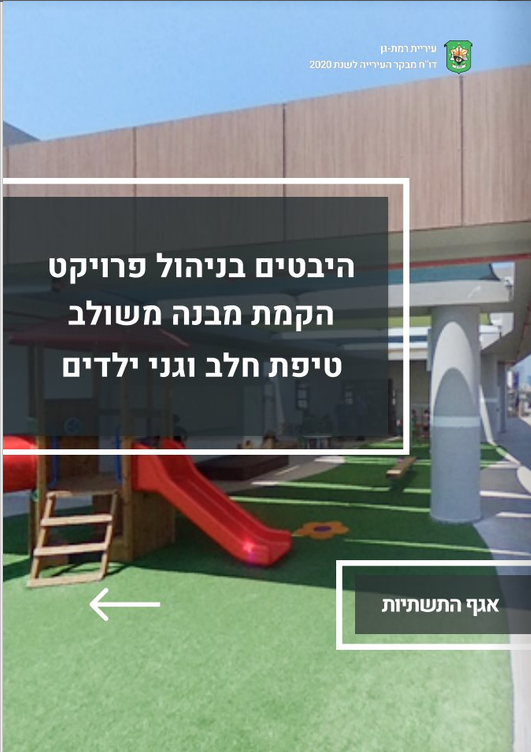 עיריית רמת-גן
דו"ח מבקר העירייה לשנת 2020
היבטים בניהול פרויקט
הקמת מבנה משולב
טיפת חלב וגני ילדים
אגף התשתיות